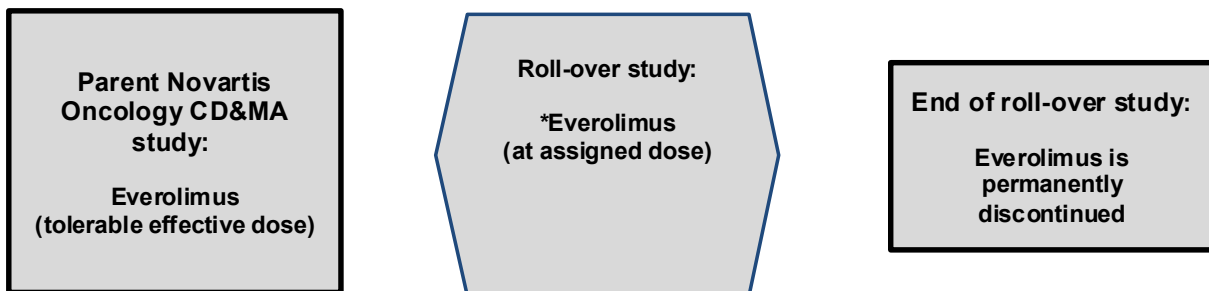 Parent Novartis
Oncology CD&MA
study:
Everolimus
(tolerable effective dose)
Roll-over study:
*Everolimus
(at assigned dose)
End of roll-over study:
Everolimus is
permanently
discontinued